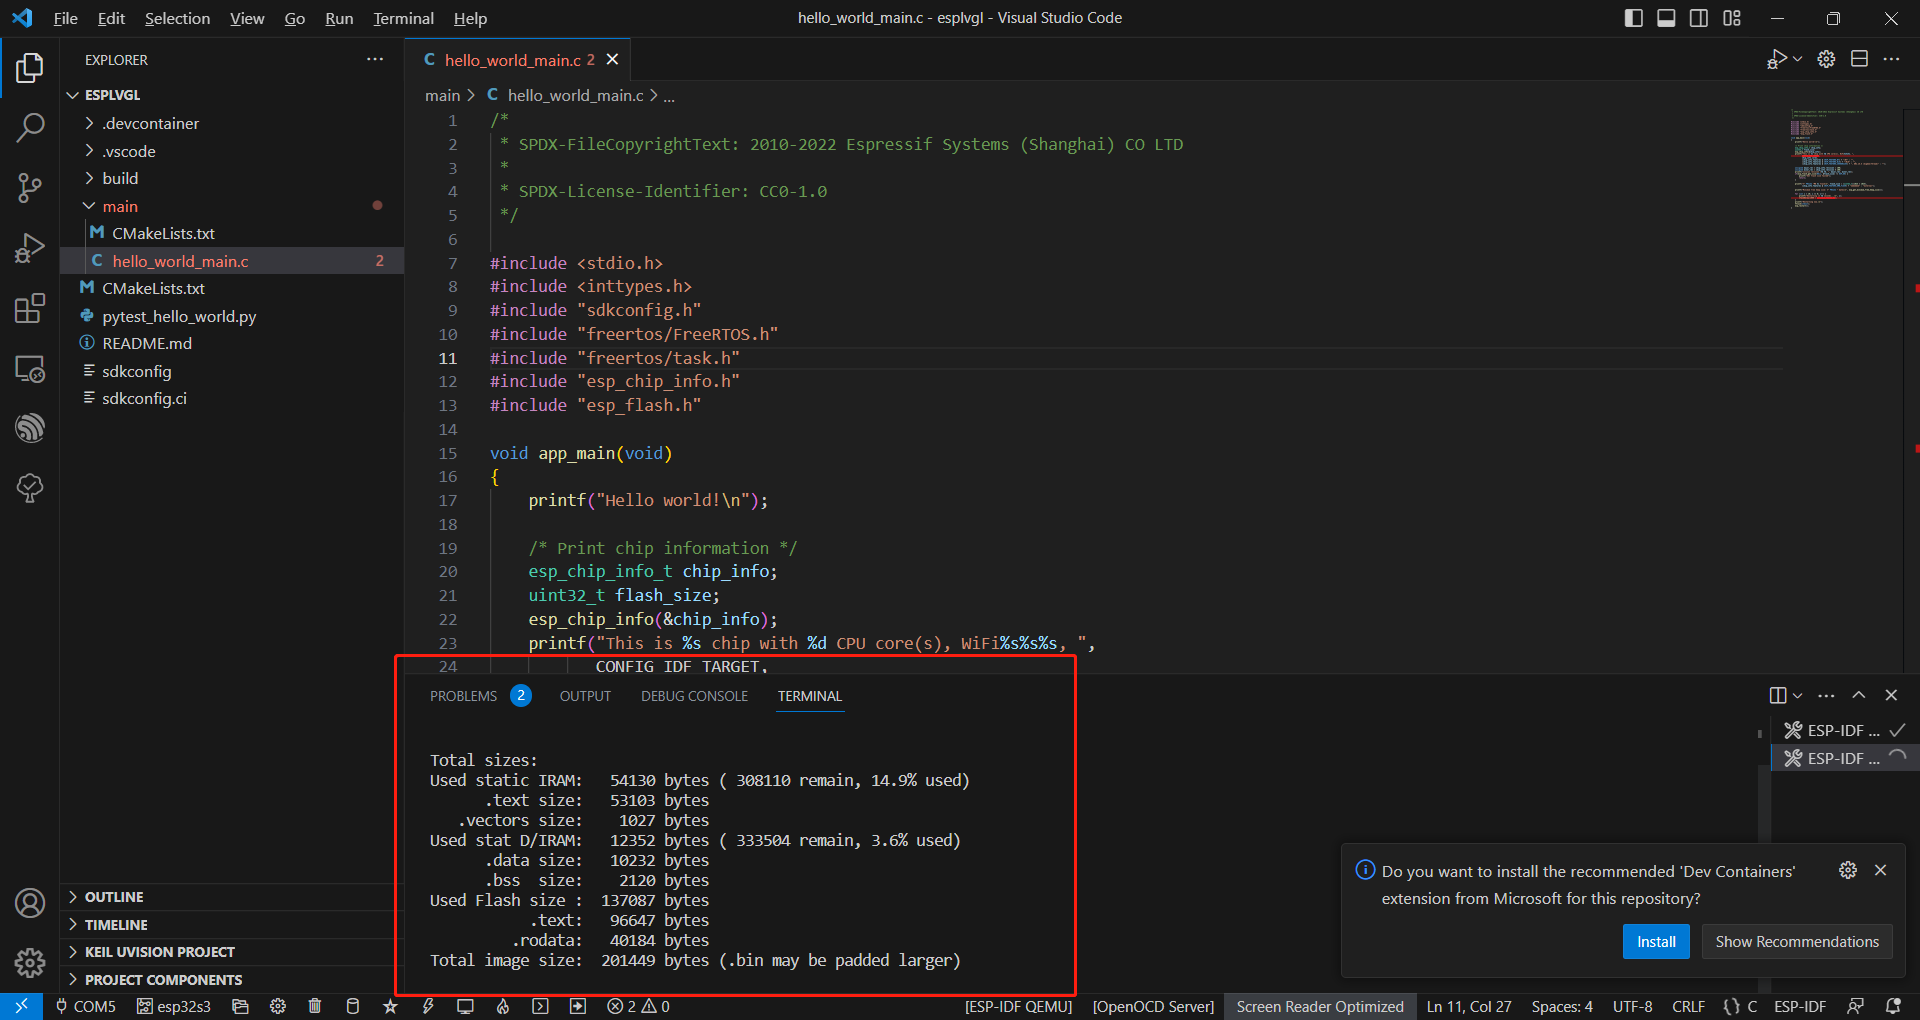 File Edit Selection View Go Run Terminal Help
hello_world_main.c - esplvgl - Visual Studio Code
EXPLORER
ESPLVGL
.devcontainer
.vscode
build
main
CMakeLists.txt
hello_world_main.c 2
CMakeLists.txt
pytest_hello_world.py
README.md
sdkconfig
sdkconfig.ci
OUTLINE
TIMELINE
KEIL UVISION PROJECT
PROJECT COMPONENTS
C hello_world_main.c 2
main > C hello_world_main.c > ...
1 /*
2  * SPDX-FileCopyrightText: 2010-2022 Espressif Systems (Shanghai) CO LTD
3  *
4  * SPDX-License-Identifier: CC0-1.0
5  */
6
7 #include <stdio.h>
8 #include <inttypes.h>
9 #include "sdkconfig.h"
10 #include "freertos/FreeRTOS.h"
11 #include "freertos/task.h"
12 #include "esp_chip_info.h"
13 #include "esp_flash.h"
14
15 void app_main(void)
16 {
17     printf("Hello world!\n");
18
19     /* Print chip information */
20     esp_chip_info_t chip_info;
21     uint32_t flash_size;
22     esp_chip_info(&chip_info);
23     printf("This is %s chip with %d CPU core(s), WiFi%s%s%s, ",
24            CONFIG_IDF_TARGET,
PROBLEMS 2 OUTPUT DEBUG CONSOLE TERMINAL
Total sizes:
Used static IRAM:   54130 bytes ( 308110 remain, 14.9% used)
      .text size:   53103 bytes
   .vectors size:    1027 bytes
Used stat D/IRAM:   12352 bytes ( 333504 remain, 3.6% used)
      .data size:   10232 bytes
      .bss  size:    2120 bytes
Used Flash size :  137087 bytes
           .text:   96647 bytes
         .rodata:   40184 bytes
Total image size:  201449 bytes (.bin may be padded larger)
ESP-IDF ...
ESP-IDF ...
Do you want to install the recommended 'Dev Containers'
extension from Microsoft for this repository?
Install Show Recommendations
COM5 esp32s3 2 0 [ESP-IDF QEMU] [OpenOCD Server] Screen Reader Optimized Ln 11, Col 27 Spaces: 4 UTF-8 CRLF {} C ESP-IDF